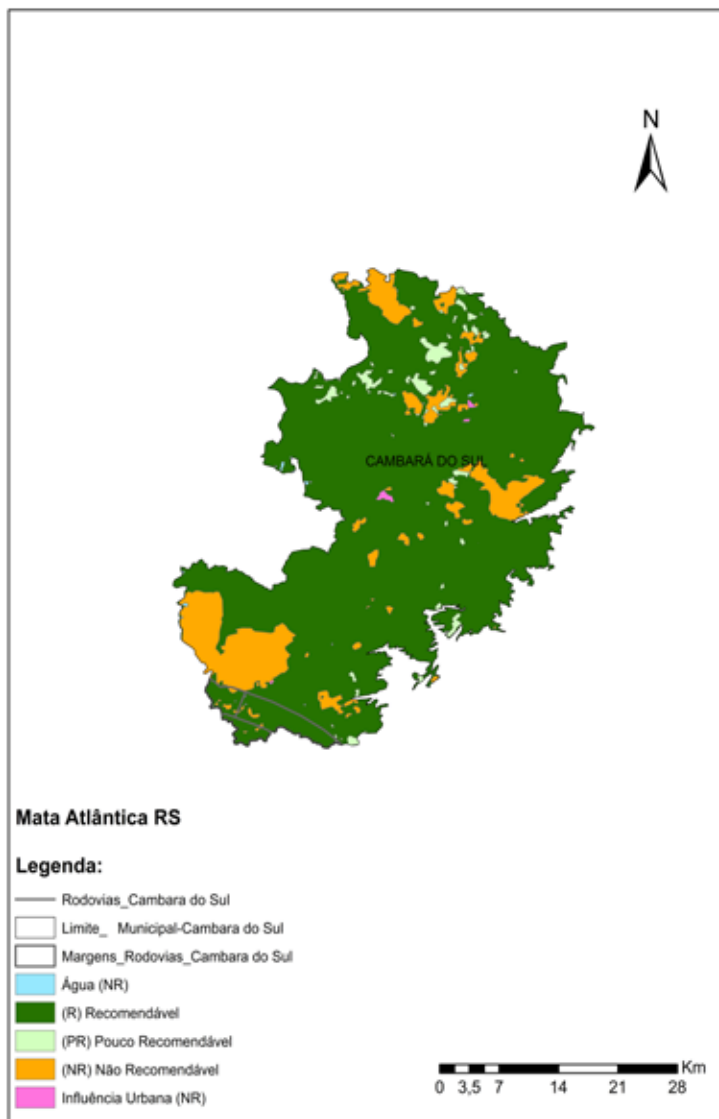 N
CAMBARÁ DO SUL
Mata Atlântica RS
Legenda:
Rodovias_Cambara do Sul
Limite_ Municipal-Cambara do Sul
Margens_Rodovias_Cambara do Sul
Água (NR)
(R) Recomendável
(PR) Pouco Recomendável
(NR) Não Recomendável
Influência Urbana (NR)
Km
0 3,5 7 14 21 28